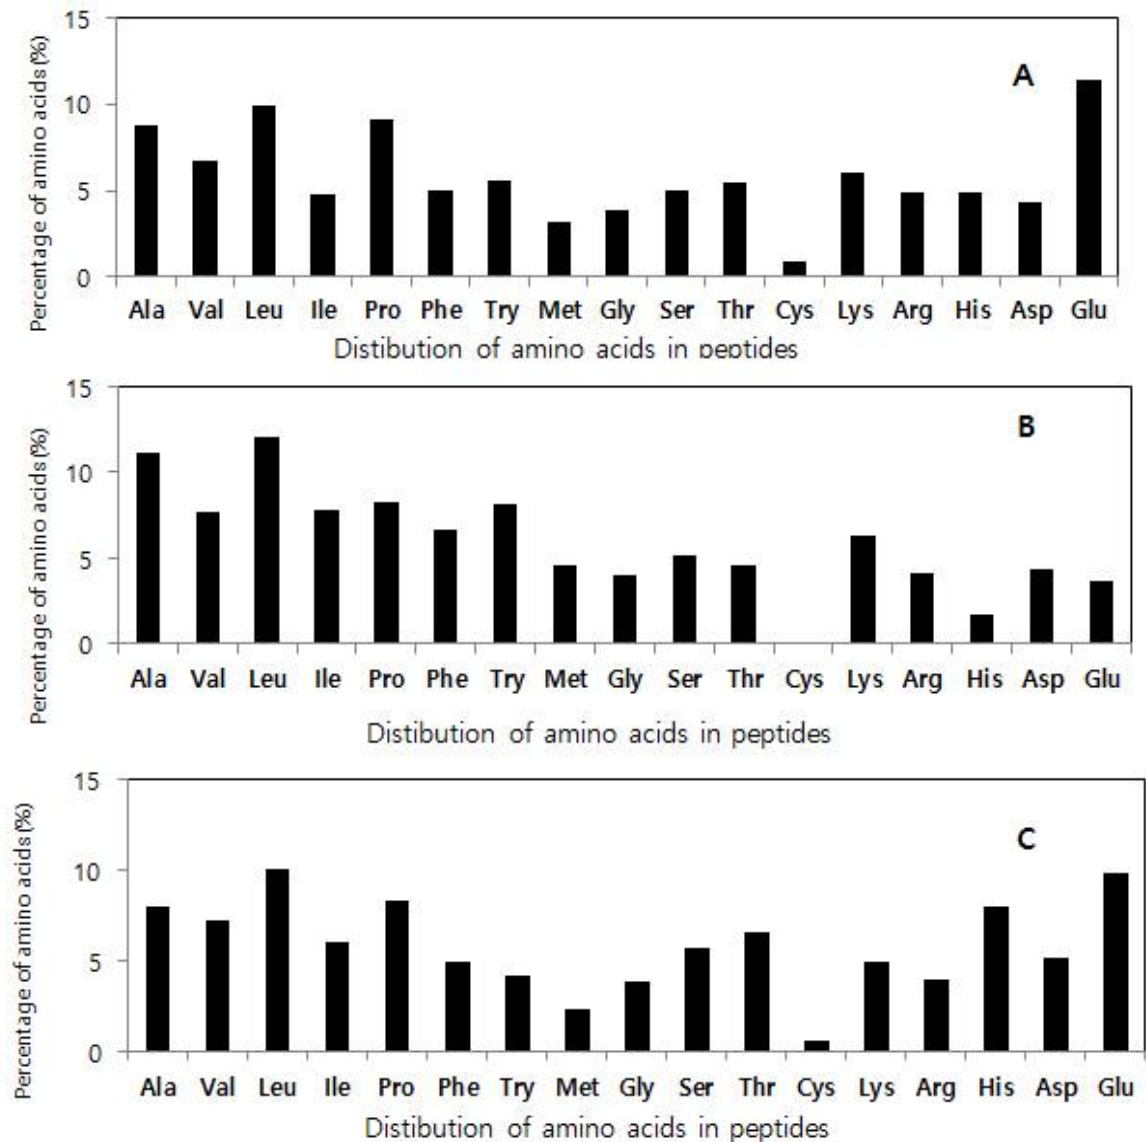 15
A
10
5
0
Percentage of amino acids(%)
Ala Val Leu Ile Pro Phe Try Met Gly Ser Thr Cys Lys Arg His Asp Glu
Distibution of amino acids in peptides
15
B
10
5
0
Percentage of amino acids(%)
Ala Val Leu Ile Pro Phe Try Met Gly Ser Thr Cys Lys Arg His Asp Glu
Distibution of amino acids in peptides
15
C
10
5
0
Percentage of amino acids(%)
Ala Val Leu Ile Pro Phe Try Met Gly Ser Thr Cys Lys Arg His Asp Glu
Distibution of amino acids in peptides